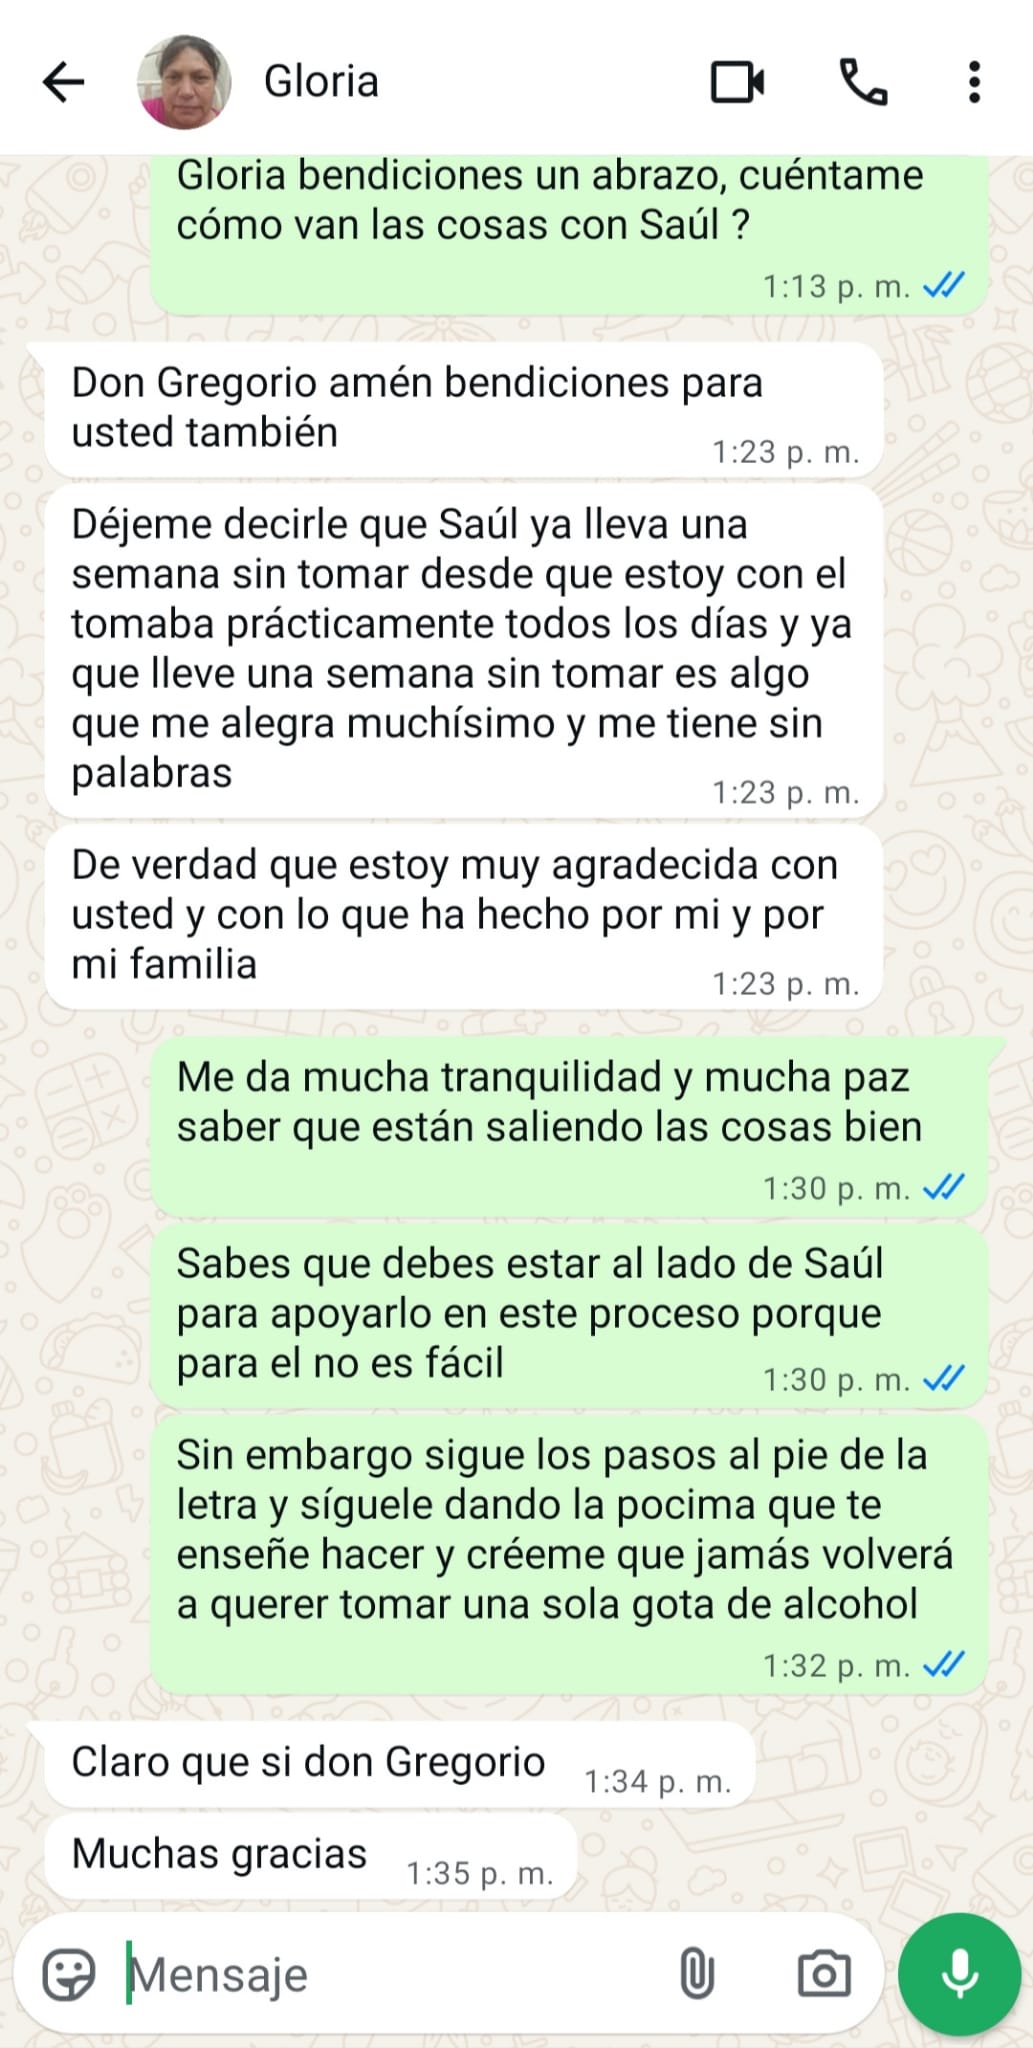 Gloria
Gloria bendiciones un abrazo, cuéntame
cómo van las cosas con Saúl ?
1:13 p. m.
Don Gregorio amén bendiciones para
usted también
1:23 p. m.
Déjeme decirle que Saúl ya lleva una
semana sin tomar desde que estoy con el
tomaba prácticamente todos los días y ya
que lleve una semana sin tomar es algo
que me alegra muchísimo y me tiene sin
palabras
1:23 p. m.
De verdad que estoy muy agradecida con
usted y con lo que ha hecho por mi y por
mi familia
1:23 p. m.
Me da mucha tranquilidad y mucha paz
saber que están saliendo las cosas bien
1:30 p. m.
Sabes que debes estar al lado de Saúl
para apoyarlo en este proceso porque
para el no es fácil
1:30 p. m.
Sin embargo sigue los pasos al pie de la
letra y síguele dando la pocima que te
enseñe hacer y créeme que jamás volverá
a querer tomar una sola gota de alcohol
1:32 p. m.
Claro que si don Gregorio
1:34 p. m.
Muchas gracias
1:35 p. m.
Mensaje